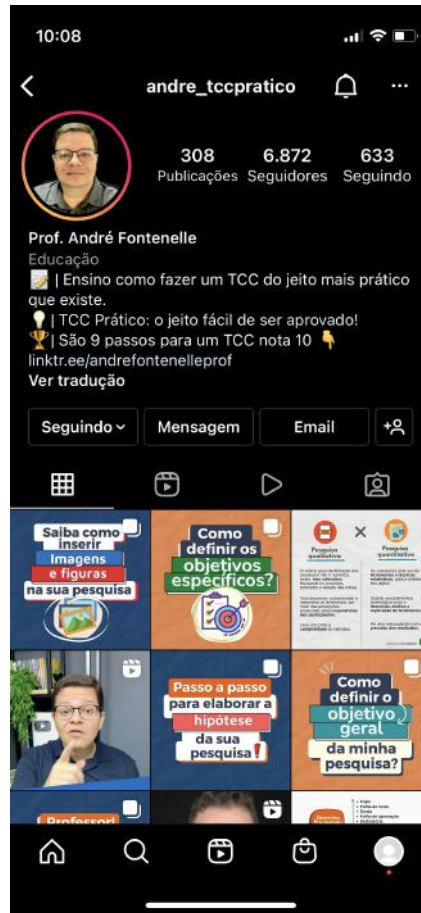 10:08
andre_tccpratico
308
6.872
633
Publicações
Seguidores
Seguindo
Prof. André Fontenelle
Educação
📝 | Ensino como fazer um TCC do jeito mais prático
que existe.
💡 | TCC Prático: o jeito fácil de ser aprovado!
🏆 | São 9 passos para um TCC nota 10 👇
linktr.ee/andrefontenelleprof
Ver tradução
Seguindo
Mensagem
Email
Saiba como
inserir
Imagens
e figuras
na sua pesquisa
Como
definir os
objetivos
específicos?
Pesquisa
qualitativa
X
Pesquisa
quantitativa
Passo a passo
para elaborar a
hipótese
da sua
pesquisa!
Como
definir o
objetivo
geral
da minha
pesquisa?
Professor!